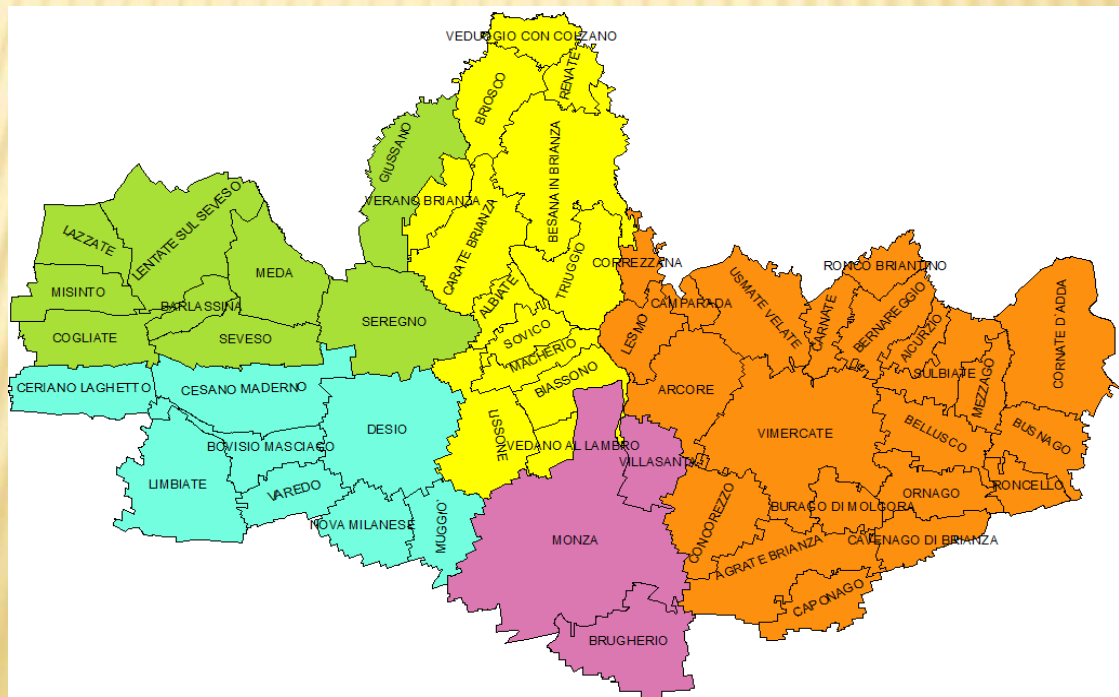 VEDUGGIO CON COLZANO
RENATE
BRIOSCO
GIUSSANO
BESANA IN BRIANZA
VERANO BRIANZA
CARATE BRIANZA
LAZZATE
LENTATE SUL SEVESO
MEDA
MISINTO
BARLASSINA
COGLIATE
SEVESO
SEREGNO
ALBIATE
TRIUGGIO
SOVICO
MACHERIO
BIASSONO
LISSONE
VEDANO AL LAMBRO
CORREZZANA
CAMPARADA
LESMO
USMATE VELATE
RONCO BRIANTINO
CARNATE
BERNAREGGIO
AICURZIO
SULBIATE
MEZZAGO
CORNATE D'ADDA
ARCORE
VIMERCATE
BELLUSCO
BUSNAGO
RONCELLO
ORNAGO
CERIANO LAGHETTO
CESANO MADERNO
DESIO
BOVISIO MASCIAGO
LIMBIATE
VAREDO
NOVA MILANESE
MUGGIO'
VILLASANTA
MONZA
BRUGHERIO
CONCOREZZO
BURAGO DI MOLGORA
CAVENAGO DI BRIANZA
AGRATE BRIANZA
CAPONAGO